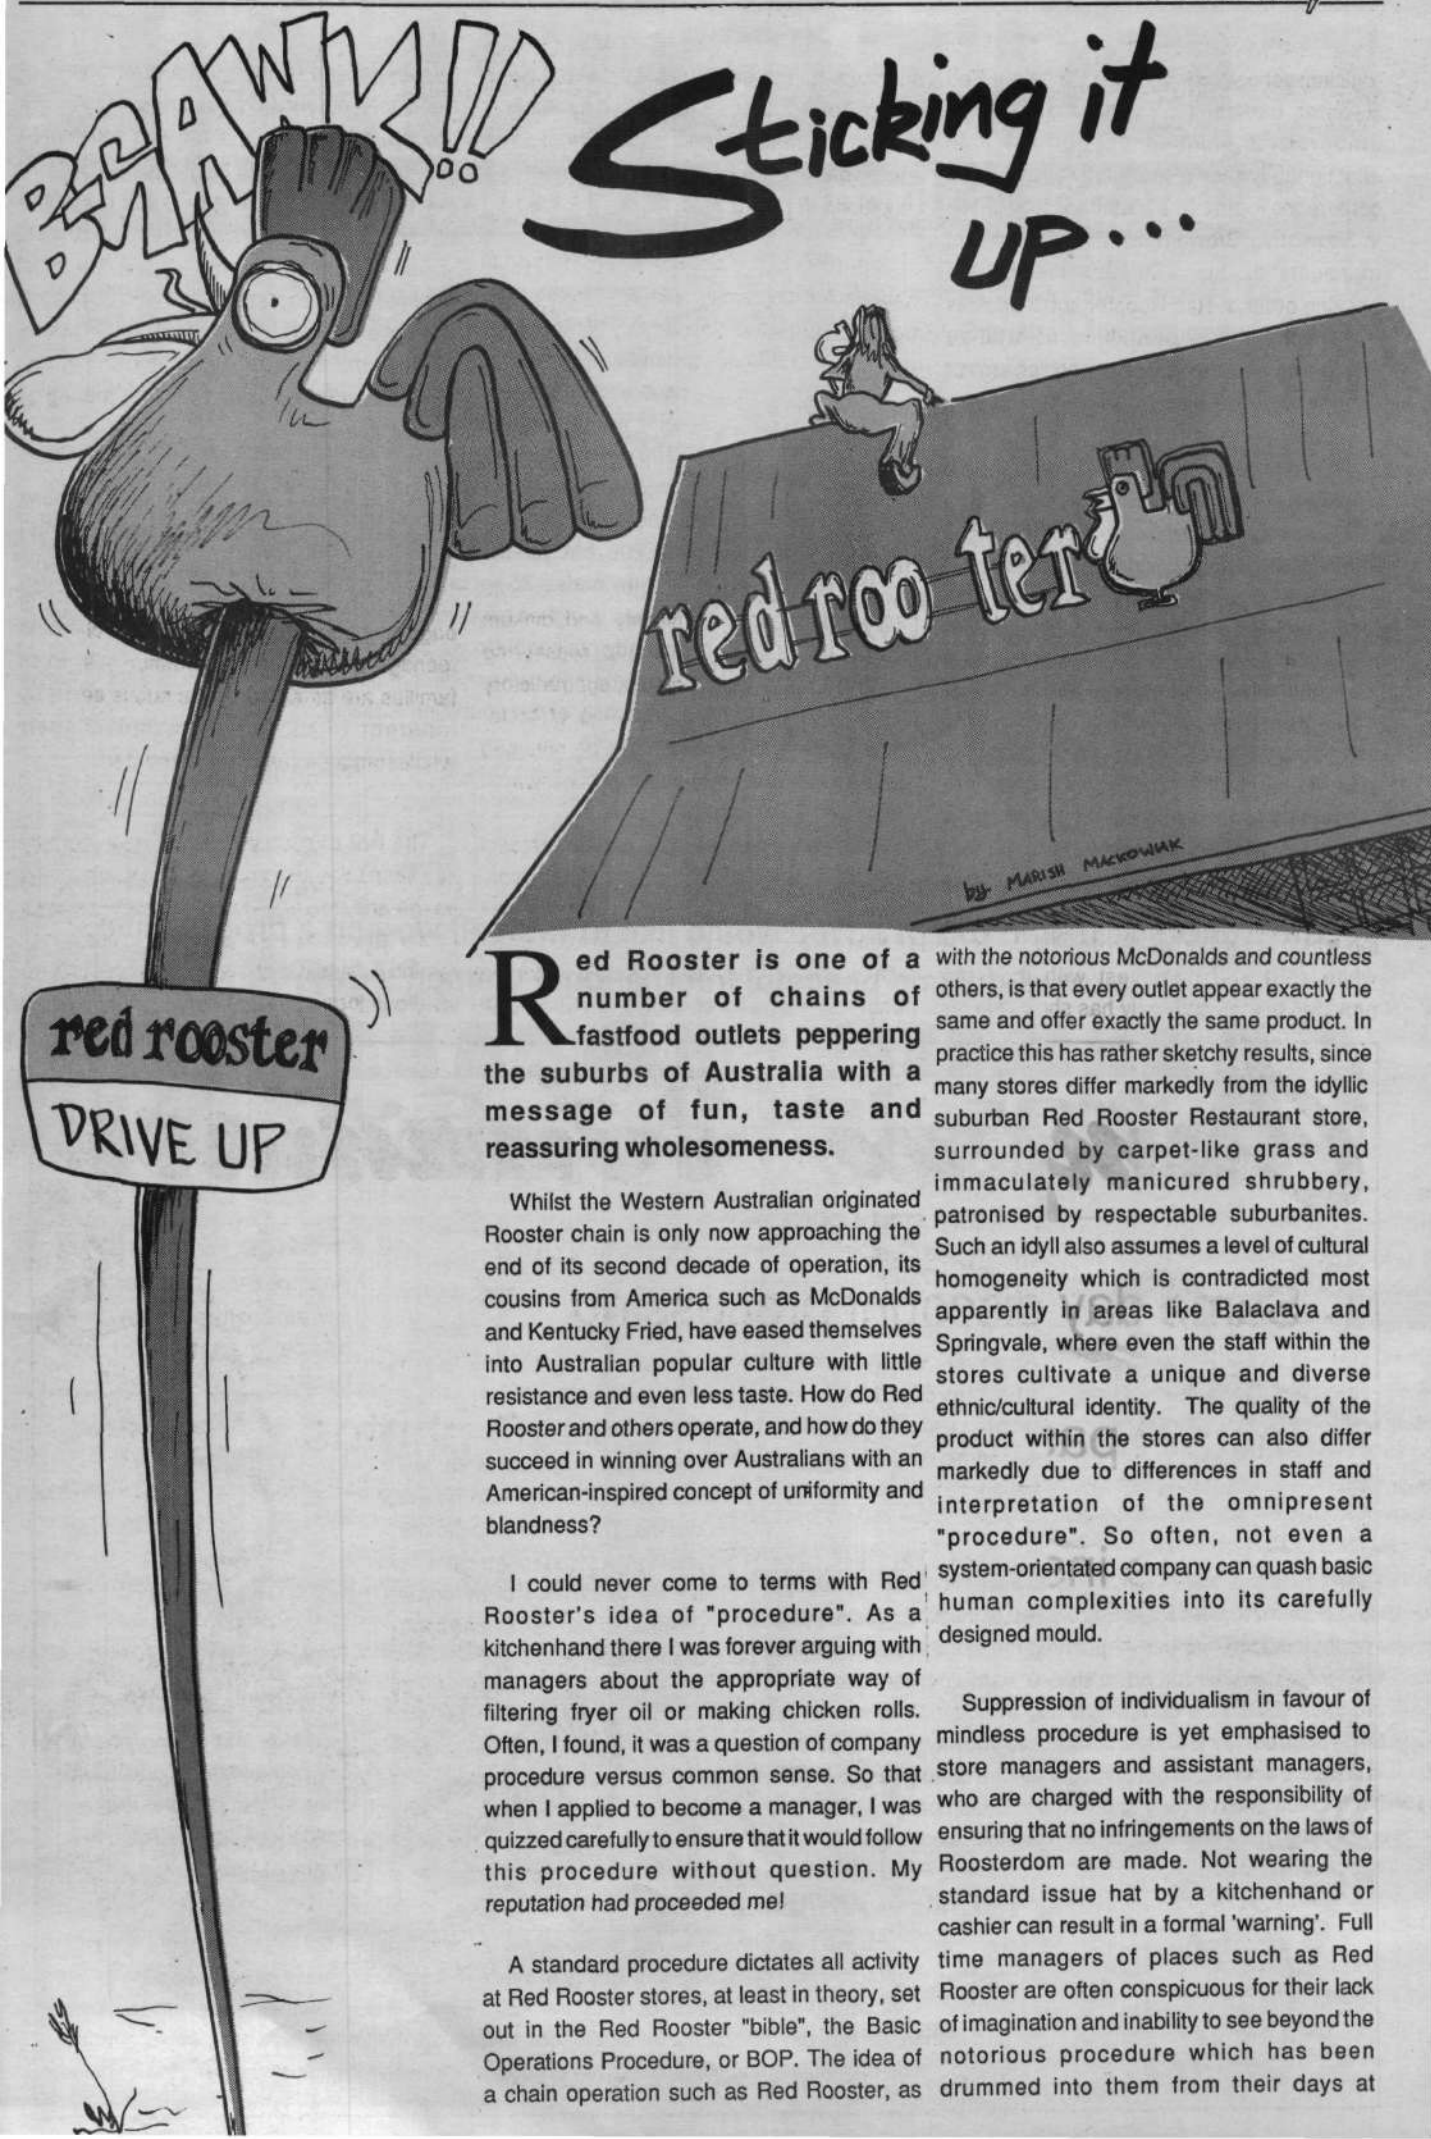 BGAWK!!
Sticking it
up...
red roo ter
by MARISH MACKOWIAK
red rooster
DRIVE UP
Red Rooster is one of a
number of chains of
fastfood outlets peppering
the suburbs of Australia with a
message of fun, taste and
reassuring wholesomeness.
Whilst the Western Australian originated
Rooster chain is only now approaching the
end of its second decade of operation, its
cousins from America such as McDonalds
and Kentucky Fried, have eased themselves
into Australian popular culture with little
resistance and even less taste. How do Red
Rooster and others operate, and how do they
succeed in winning over Australians with an
American-inspired concept of uniformity and
blandness?
I could never come to terms with Red
Rooster's idea of "procedure". As a
kitchenhand there I was forever arguing with
managers about the appropriate way of
filtering fryer oil or making chicken rolls.
Often, I found, it was a question of company
procedure versus common sense. So that
when I applied to become a manager, I was
quizzed carefully to ensure that it would follow
this procedure without question. My
reputation had proceeded me!
A standard procedure dictates all activity
at Red Rooster stores, at least in theory, set
out in the Red Rooster "bible", the Basic
Operations Procedure, or BOP. The idea of
a chain operation such as Red Rooster, as
with the notorious McDonalds and countless
others, is that every outlet appear exactly the
same and offer exactly the same product. In
practice this has rather sketchy results, since
many stores differ markedly from the idyllic
suburban Red Rooster Restaurant store,
surrounded by carpet-like grass and
immaculately manicured shrubbery,
patronised by respectable suburbanites.
Such an idyll also assumes a level of cultural
homogeneity which is contradicted most
apparently in areas like Balaclava and
Springvale, where even the staff within the
stores cultivate a unique and diverse
ethnic/cultural identity. The quality of the
product within the stores can also differ
markedly due to differences in staff and
interpretation of the omnipresent
"procedure". So often, not even a
system-orientated company can quash basic
human complexities into its carefully
designed mould.
Suppression of individualism in favour of
mindless procedure is yet emphasised to
store managers and assistant managers,
who are charged with the responsibility of
ensuring that no infringements on the laws of
Roosterdom are made. Not wearing the
standard issue hat by a kitchenhand or
cashier can result in a formal 'warning'. Full
time managers of places such as Red
Rooster are often conspicuous for their lack
of imagination and inability to see beyond the
notorious procedure which has been
drummed into them from their days at